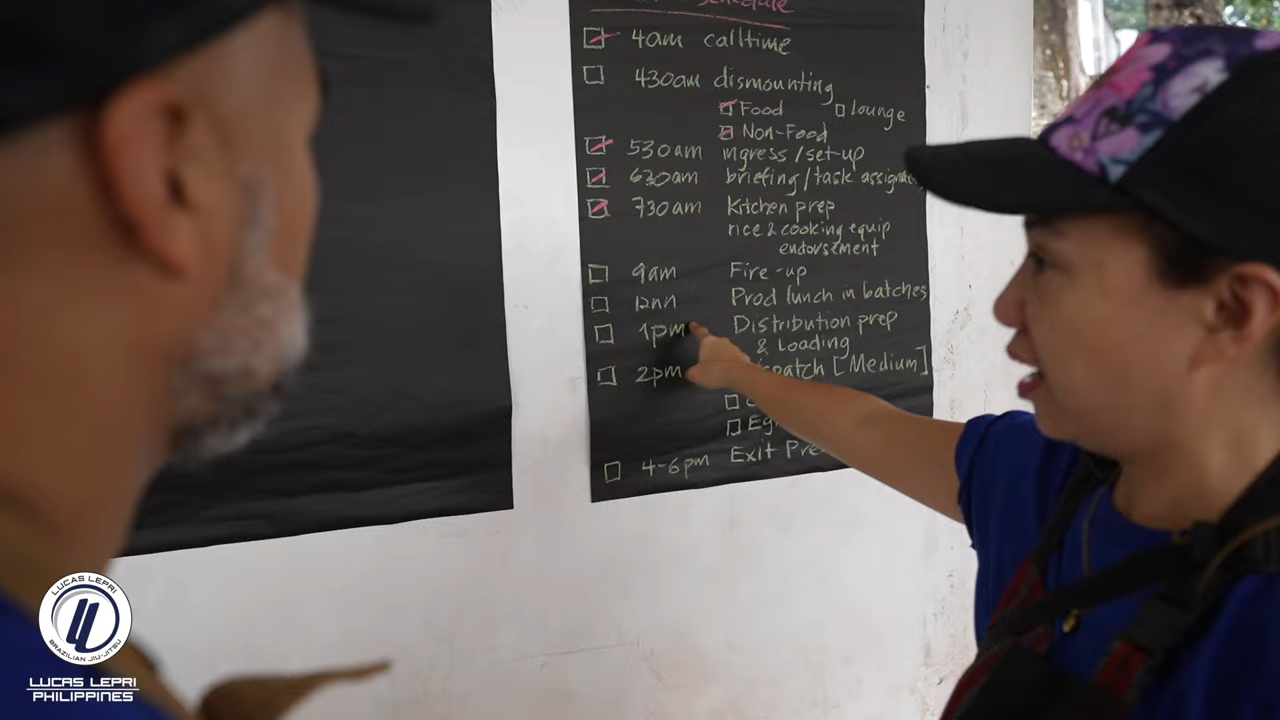 schedule
4am calltime
430am dismounting
Food
lounge
Non-Food
530am ingress/set-up
630am briefing/task
730am Kitchen prep
rice & cooking equip
endorsement
9am Fire-up
12nn Prod lunch in batches
1pm Distribution prep
& Loading
2pm [Medium]
4-6pm Exit
LUCAS LEPRI
BRAZILIAN JIU-JITSU
LUCAS LEPRI
PHILIPPINES